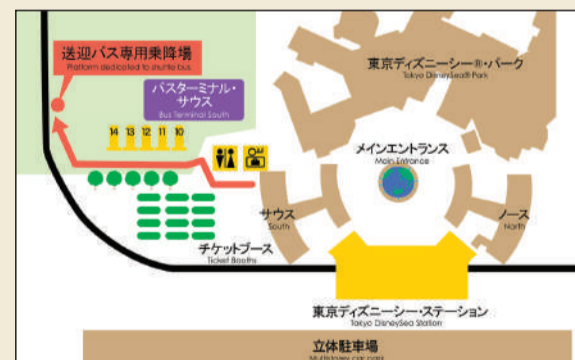 送迎バス専用乗降場
Platform dedicated to shuttle bus
バスターミナル・
サウス
Bus Terminal South
東京ディズニーシー®・パーク
Tokyo DisneySea® Park
14 13 12 11 10
メインエントランス
Main Entrance
サウス
South
ノース
North
チケットブース
Ticket Booths
東京ディズニーシー・ステーション
Tokyo DisneySea Station
立体駐車場
Multistorey car park